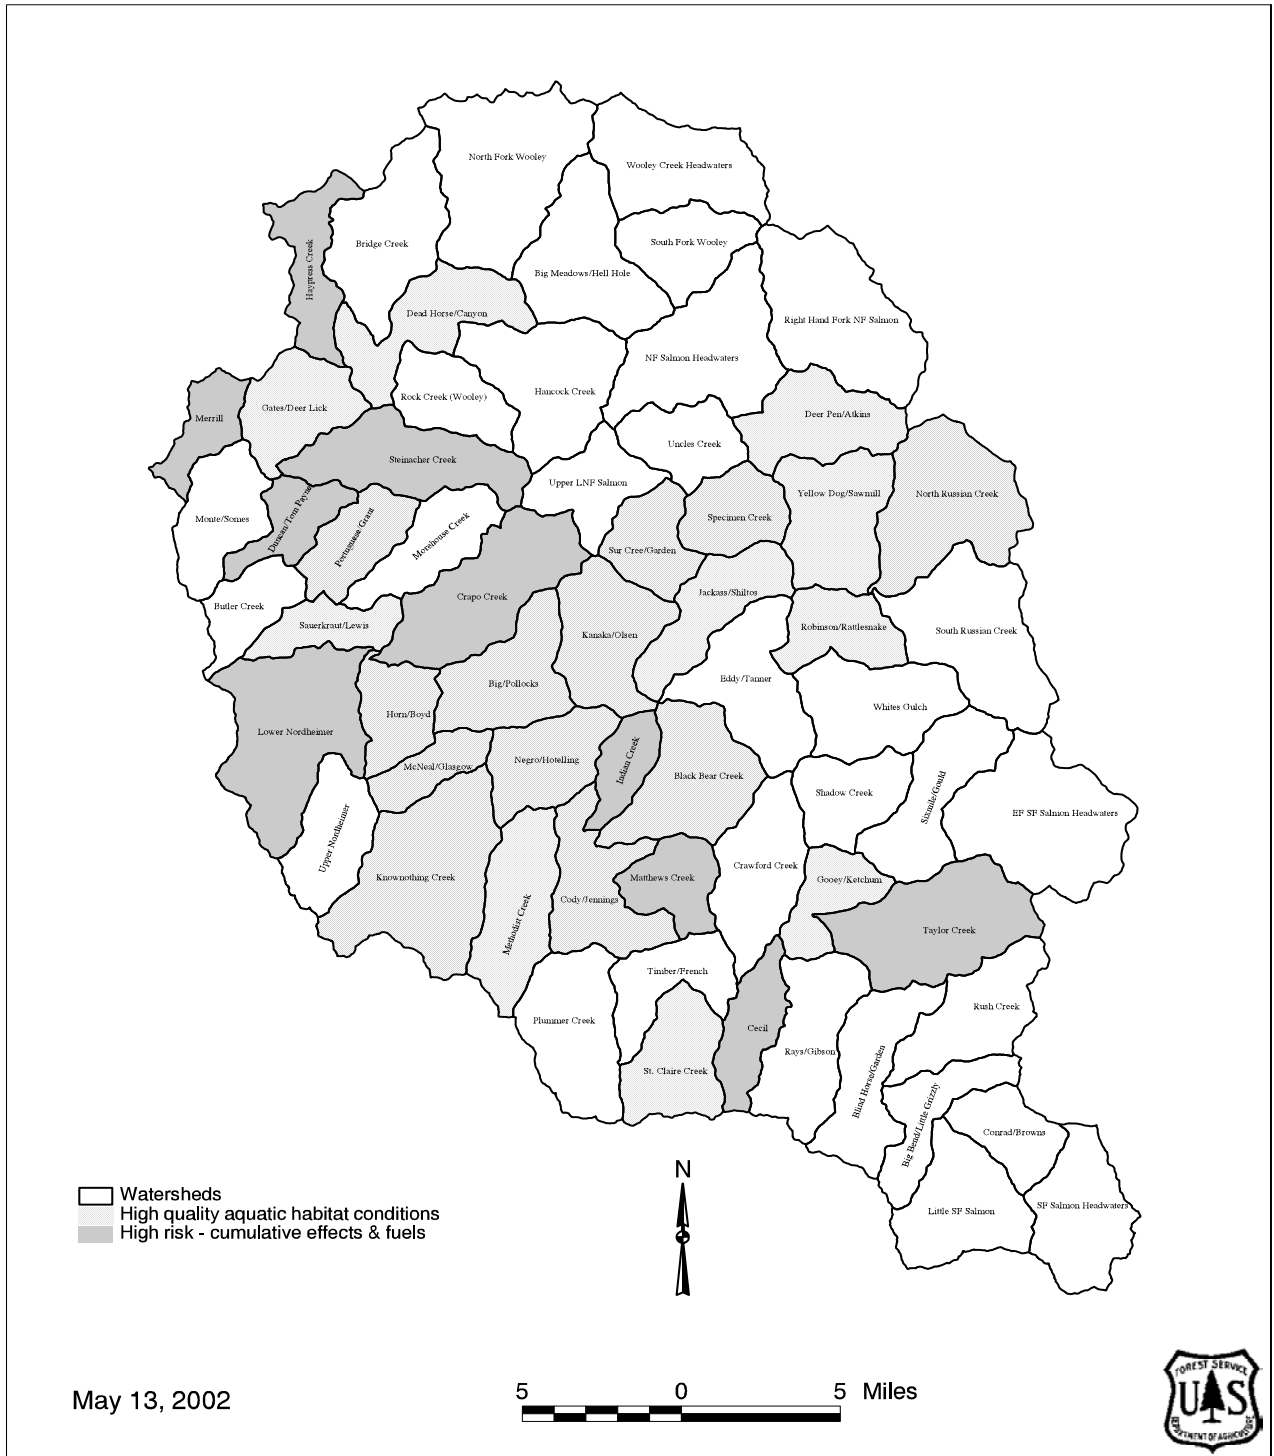 North Fork Wooley
Wooley Creek Headwaters
Bridge Creek
South Fork Wooley
Haypress Creek
Big Meadows/Hell Hole
Dead Horse/Canyon
Right Hand Fork NF Salmon
NF Salmon Headwaters
Rock Creek (Wooley)
Hancock Creek
Gates/Deer Lick
Merrill
Deer Pen/Atkins
Uncles Creek
Steinacher Creek
Upper LNF Salmon
Yellow Dog/Sawmill
North Russian Creek
Monte/Somes
Duncan/Tom Payne
Portuguese/Grant
Morehouse Creek
Specimen Creek
Sur Cree/Garden
Jackass/Shiltos
Crapo Creek
Butler Creek
Sauerkraut/Lewis
Kanaka/Olsen
Robinson/Rattlesnake
South Russian Creek
Eddy/Tanner
Big/Pollocks
Whites Gulch
Horn/Boyd
Lower Nordheimer
McNeal/Glasgow
Negro/Hotelling
Indian Creek
Black Bear Creek
Shadow Creek
Sixmile/Gould
EF SF Salmon Headwaters
Upper Nordheimer
Knownothing Creek
Methodist Creek
Cody/Jennings
Matthews Creek
Crawford Creek
Gooey/Ketchum
Taylor Creek
Timber/French
Plummer Creek
Cecil
Rush Creek
Rays/Gibson
St. Claire Creek
Blind Horse/Garden
Big Bend/Little Grizzly
Conrad/Browns
Little SF Salmon
SF Salmon Headwaters
N
Watersheds
High quality aquatic habitat conditions
High risk - cumulative effects & fuels
May 13, 2002
5 0 5 Miles
FOREST SERVICE
U S
DEPARTMENT OF AGRICULTURE